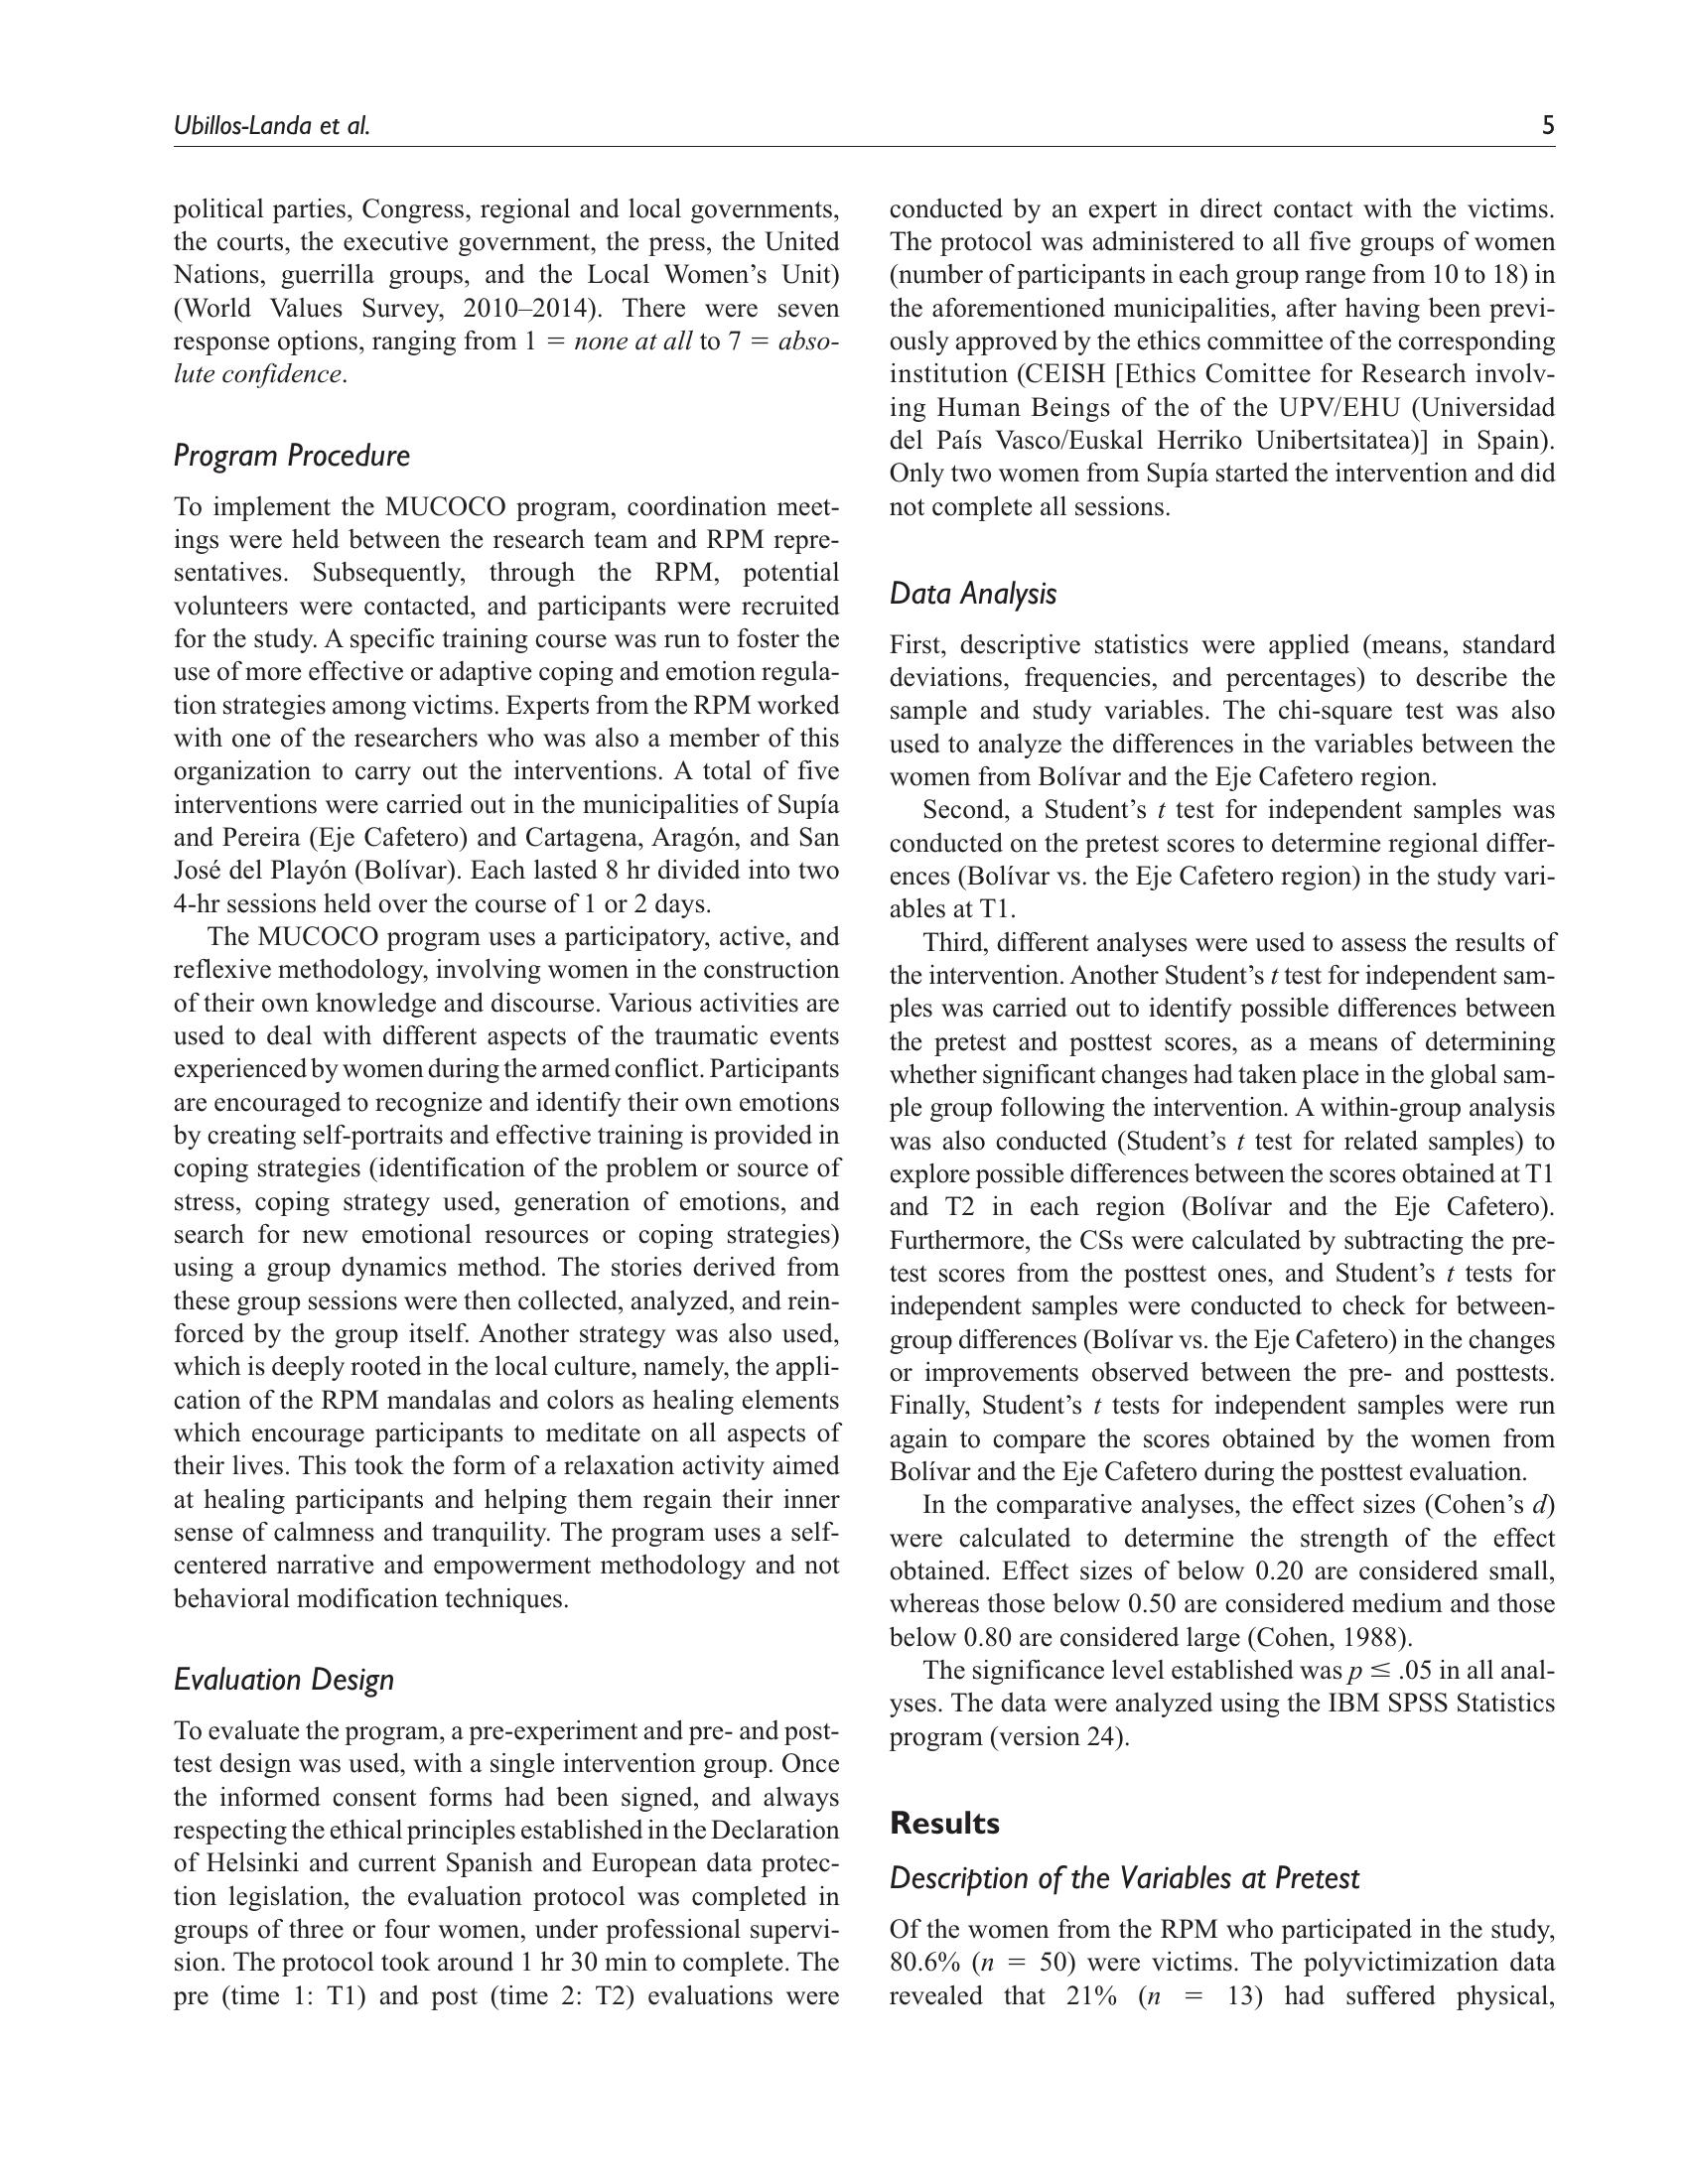 Ubillos-Landa et al.
5
political parties, Congress, regional and local governments,
the courts, the executive government, the press, the United
Nations, guerrilla groups, and the Local Women's Unit)
(World Values Survey, 2010–2014). There were seven
response options, ranging from 1 = none at all to 7 = abso-
lute confidence.
Program Procedure
To implement the MUCOCO program, coordination meet-
ings were held between the research team and RPM repre-
sentatives. Subsequently, through the RPM, potential
volunteers were contacted, and participants were recruited
for the study. A specific training course was run to foster the
use of more effective or adaptive coping and emotion regula-
tion strategies among victims. Experts from the RPM worked
with one of the researchers who was also a member of this
organization to carry out the interventions. A total of five
interventions were carried out in the municipalities of Supía
and Pereira (Eje Cafetero) and Cartagena, Aragón, and San
José del Playón (Bolívar). Each lasted 8 hr divided into two
4-hr sessions held over the course of 1 or 2 days.
The MUCOCO program uses a participatory, active, and
reflexive methodology, involving women in the construction
of their own knowledge and discourse. Various activities are
used to deal with different aspects of the traumatic events
experienced by women during the armed conflict. Participants
are encouraged to recognize and identify their own emotions
by creating self-portraits and effective training is provided in
coping strategies (identification of the problem or source of
stress, coping strategy used, generation of emotions, and
search for new emotional resources or coping strategies)
using a group dynamics method. The stories derived from
these group sessions were then collected, analyzed, and rein-
forced by the group itself. Another strategy was also used,
which is deeply rooted in the local culture, namely, the appli-
cation of the RPM mandalas and colors as healing elements
which encourage participants to meditate on all aspects of
their lives. This took the form of a relaxation activity aimed
at healing participants and helping them regain their inner
sense of calmness and tranquility. The program uses a self-
centered narrative and empowerment methodology and not
behavioral modification techniques.
Evaluation Design
To evaluate the program, a pre-experiment and pre- and post-
test design was used, with a single intervention group. Once
the informed consent forms had been signed, and always
respecting the ethical principles established in the Declaration
of Helsinki and current Spanish and European data protec-
tion legislation, the evaluation protocol was completed in
groups of three or four women, under professional supervi-
sion. The protocol took around 1 hr 30 min to complete. The
pre (time 1: T1) and post (time 2: T2) evaluations were
conducted by an expert in direct contact with the victims.
The protocol was administered to all five groups of women
(number of participants in each group range from 10 to 18) in
the aforementioned municipalities, after having been previ-
ously approved by the ethics committee of the corresponding
institution (CEISH [Ethics Comittee for Research involv-
ing Human Beings of the of the UPV/EHU (Universidad
del País Vasco/Euskal Herriko Unibertsitatea)] in Spain).
Only two women from Supía started the intervention and did
not complete all sessions.
Data Analysis
First, descriptive statistics were applied (means, standard
deviations, frequencies, and percentages) to describe the
sample and study variables. The chi-square test was also
used to analyze the differences in the variables between the
women from Bolívar and the Eje Cafetero region.
Second, a Student's t test for independent samples was
conducted on the pretest scores to determine regional differ-
ences (Bolívar vs. the Eje Cafetero region) in the study vari-
ables at T1.
Third, different analyses were used to assess the results of
the intervention. Another Student's t test for independent sam-
ples was carried out to identify possible differences between
the pretest and posttest scores, as a means of determining
whether significant changes had taken place in the global sam-
ple group following the intervention. A within-group analysis
was also conducted (Student's t test for related samples) to
explore possible differences between the scores obtained at T1
and T2 in each region (Bolívar and the Eje Cafetero).
Furthermore, the CSs were calculated by subtracting the pre-
test scores from the posttest ones, and Student's t tests for
independent samples were conducted to check for between-
group differences (Bolívar vs. the Eje Cafetero) in the changes
or improvements observed between the pre- and posttests.
Finally, Student's t tests for independent samples were run
again to compare the scores obtained by the women from
Bolívar and the Eje Cafetero during the posttest evaluation.
In the comparative analyses, the effect sizes (Cohen's d)
were calculated to determine the strength of the effect
obtained. Effect sizes of below 0.20 are considered small,
whereas those below 0.50 are considered medium and those
below 0.80 are considered large (Cohen, 1988).
The significance level established was p ≤ .05 in all anal-
yses. The data were analyzed using the IBM SPSS Statistics
program (version 24).
Results
Description of the Variables at Pretest
Of the women from the RPM who participated in the study,
80.6% (n = 50) were victims. The polyvictimization data
revealed that 21% (n = 13) had suffered physical,